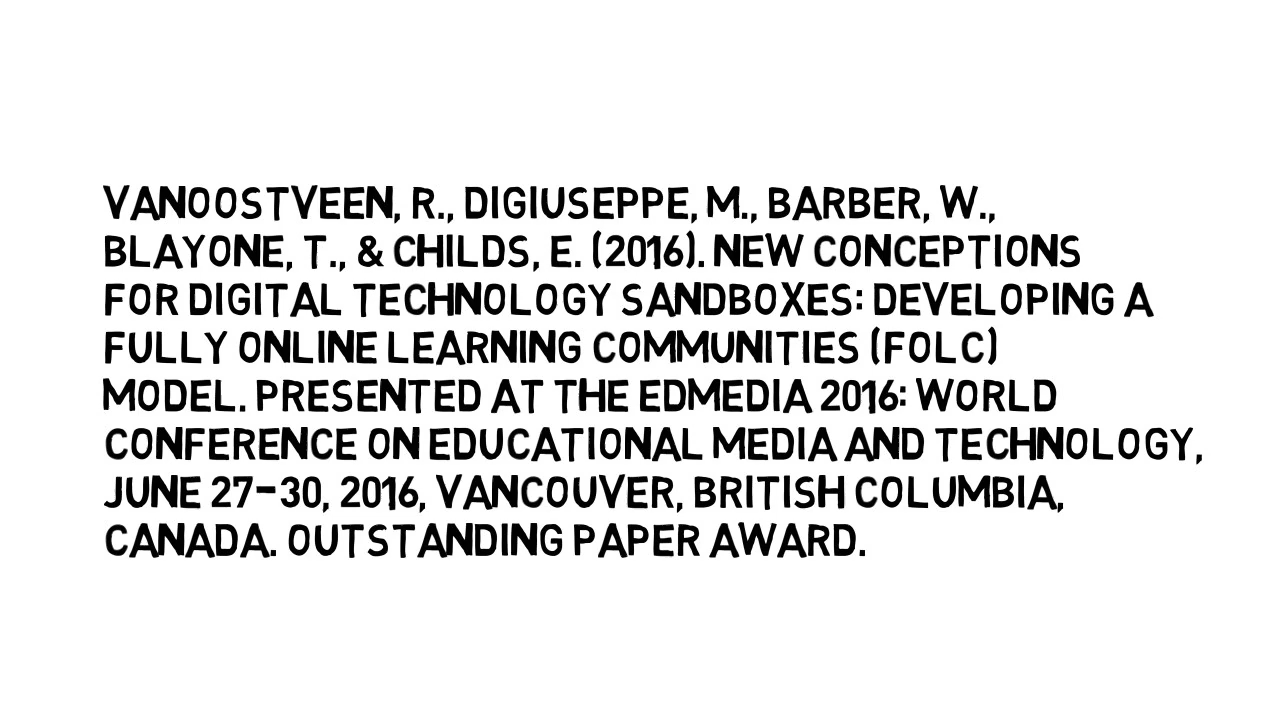 VANOOSTVEEN, R., DIGIUSEPPE, M., BARBER, W.,
BLAYONE, T., & CHILDS, E. (2016). NEW CONCEPTIONS
FOR DIGITAL TECHNOLOGY SANDBOXES: DEVELOPING A
FULLY ONLINE LEARNING COMMUNITIES (FOLC)
MODEL. PRESENTED AT THE EDMEDIA 2016: WORLD
CONFERENCE ON EDUCATIONAL MEDIA AND TECHNOLOGY,
JUNE 27-30, 2016, VANCOUVER, BRITISH COLUMBIA,
CANADA. OUTSTANDING PAPER AWARD.